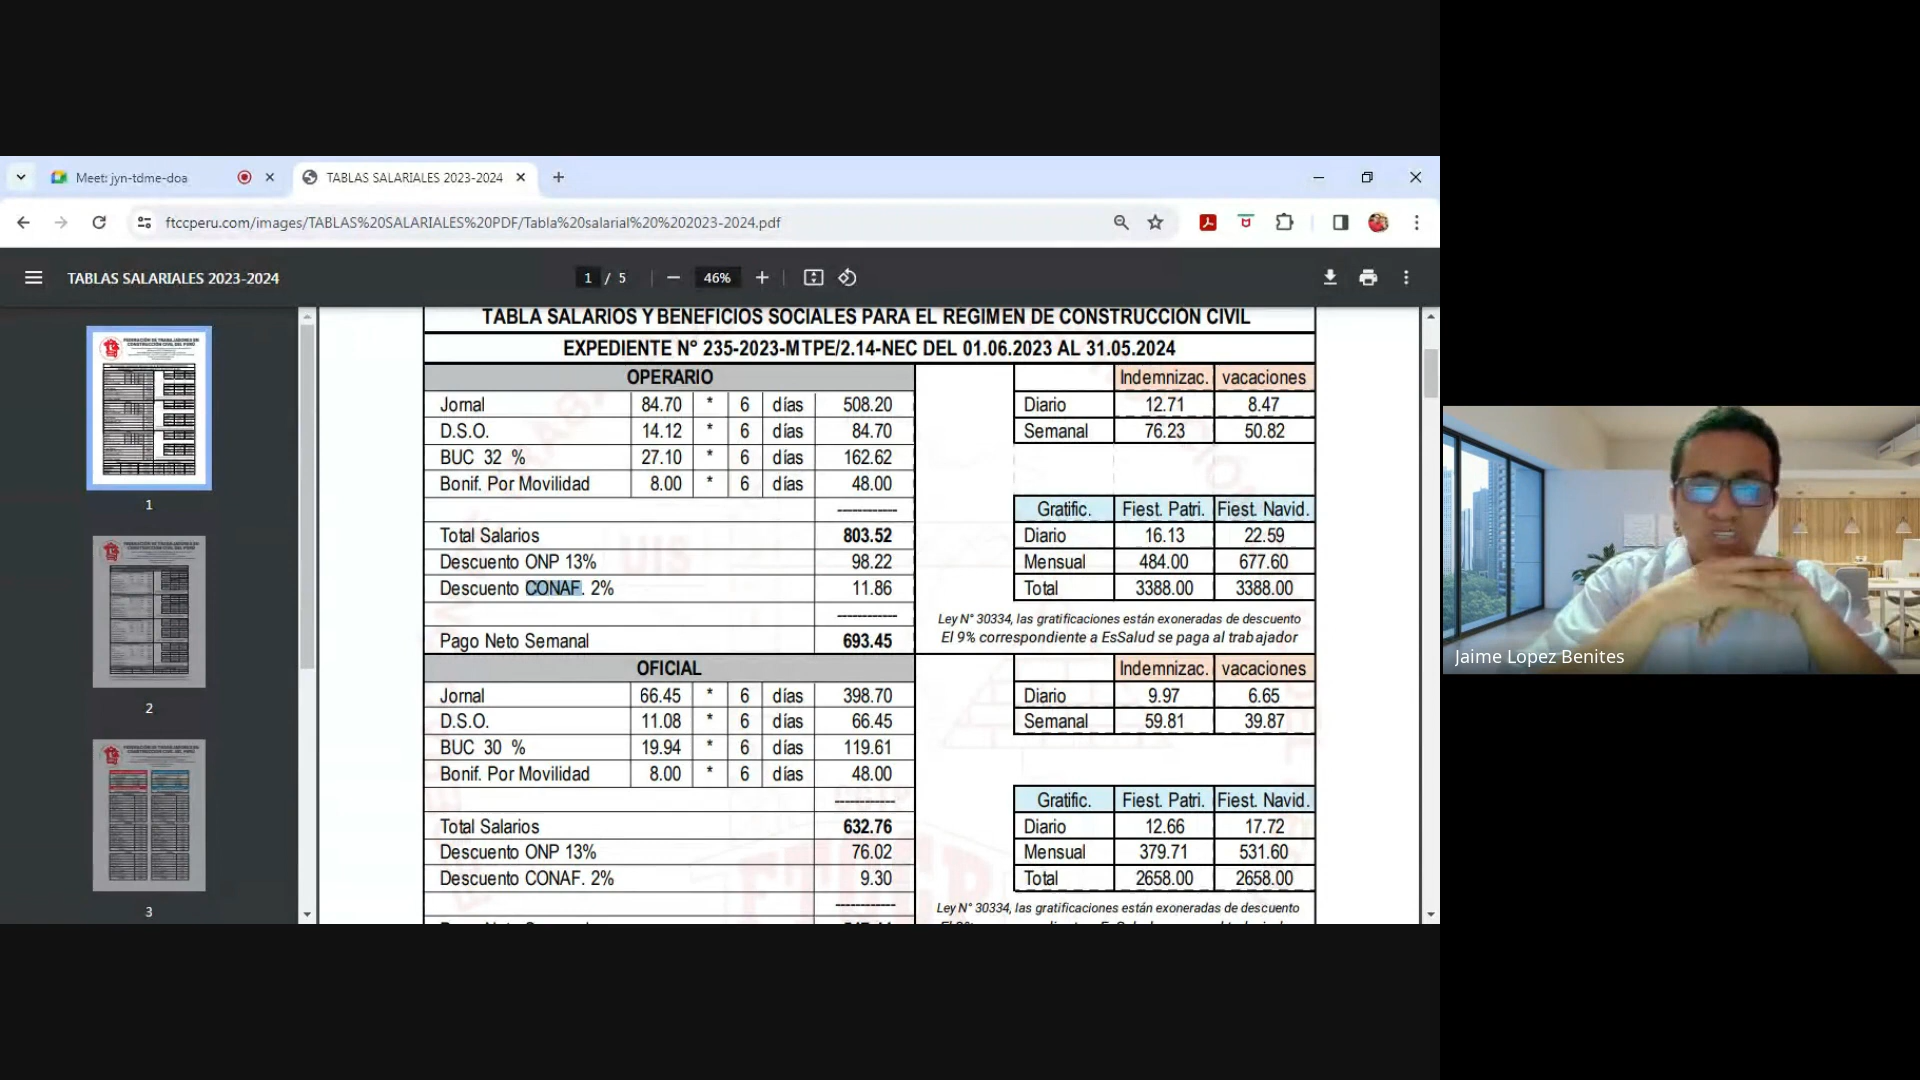 Meet: jyn-tdme-doa
TABLAS SALARIALES 2023-2024
ftccperu.com/images/TABLAS%20SALARIALES%20PDF/Tabla%20salarial%20%202023-2024.pdf
TABLAS SALARIALES 2023-2024
1 / 5
46%
1
2
3
TABLA SALARIOS Y BENEFICIOS SOCIALES PARA EL REGIMEN DE CONSTRUCCION CIVIL
EXPEDIENTE N° 235-2023-MTPE/2.14-NEC DEL 01.06.2023 AL 31.05.2024
OPERARIO
Jornal 84.70 * 6 días 508.20
D.S.O. 14.12 * 6 días 84.70
BUC 32 % 27.10 * 6 días 162.62
Bonif. Por Movilidad 8.00 * 6 días 48.00
------------
Total Salarios 803.52
Descuento ONP 13% 98.22
Descuento CONAF. 2% 11.86
------------
Pago Neto Semanal 693.45
Indemnizac. vacaciones
Diario 12.71 8.47
Semanal 76.23 50.82
Gratific. Fiest. Patri. Fiest. Navid.
Diario 16.13 22.59
Mensual 484.00 677.60
Total 3388.00 3388.00
Ley N° 30334, las gratificaciones están exoneradas de descuento
El 9% correspondiente a EsSalud se paga al trabajador
OFICIAL
Jornal 66.45 * 6 días 398.70
D.S.O. 11.08 * 6 días 66.45
BUC 30 % 19.94 * 6 días 119.61
Bonif. Por Movilidad 8.00 * 6 días 48.00
------------
Total Salarios 632.76
Descuento ONP 13% 76.02
Descuento CONAF. 2% 9.30
------------
Indemnizac. vacaciones
Diario 9.97 6.65
Semanal 59.81 39.87
Gratific. Fiest. Patri. Fiest. Navid.
Diario 12.66 17.72
Mensual 379.71 531.60
Total 2658.00 2658.00
Ley N° 30334, las gratificaciones están exoneradas de descuento
Jaime Lopez Benites